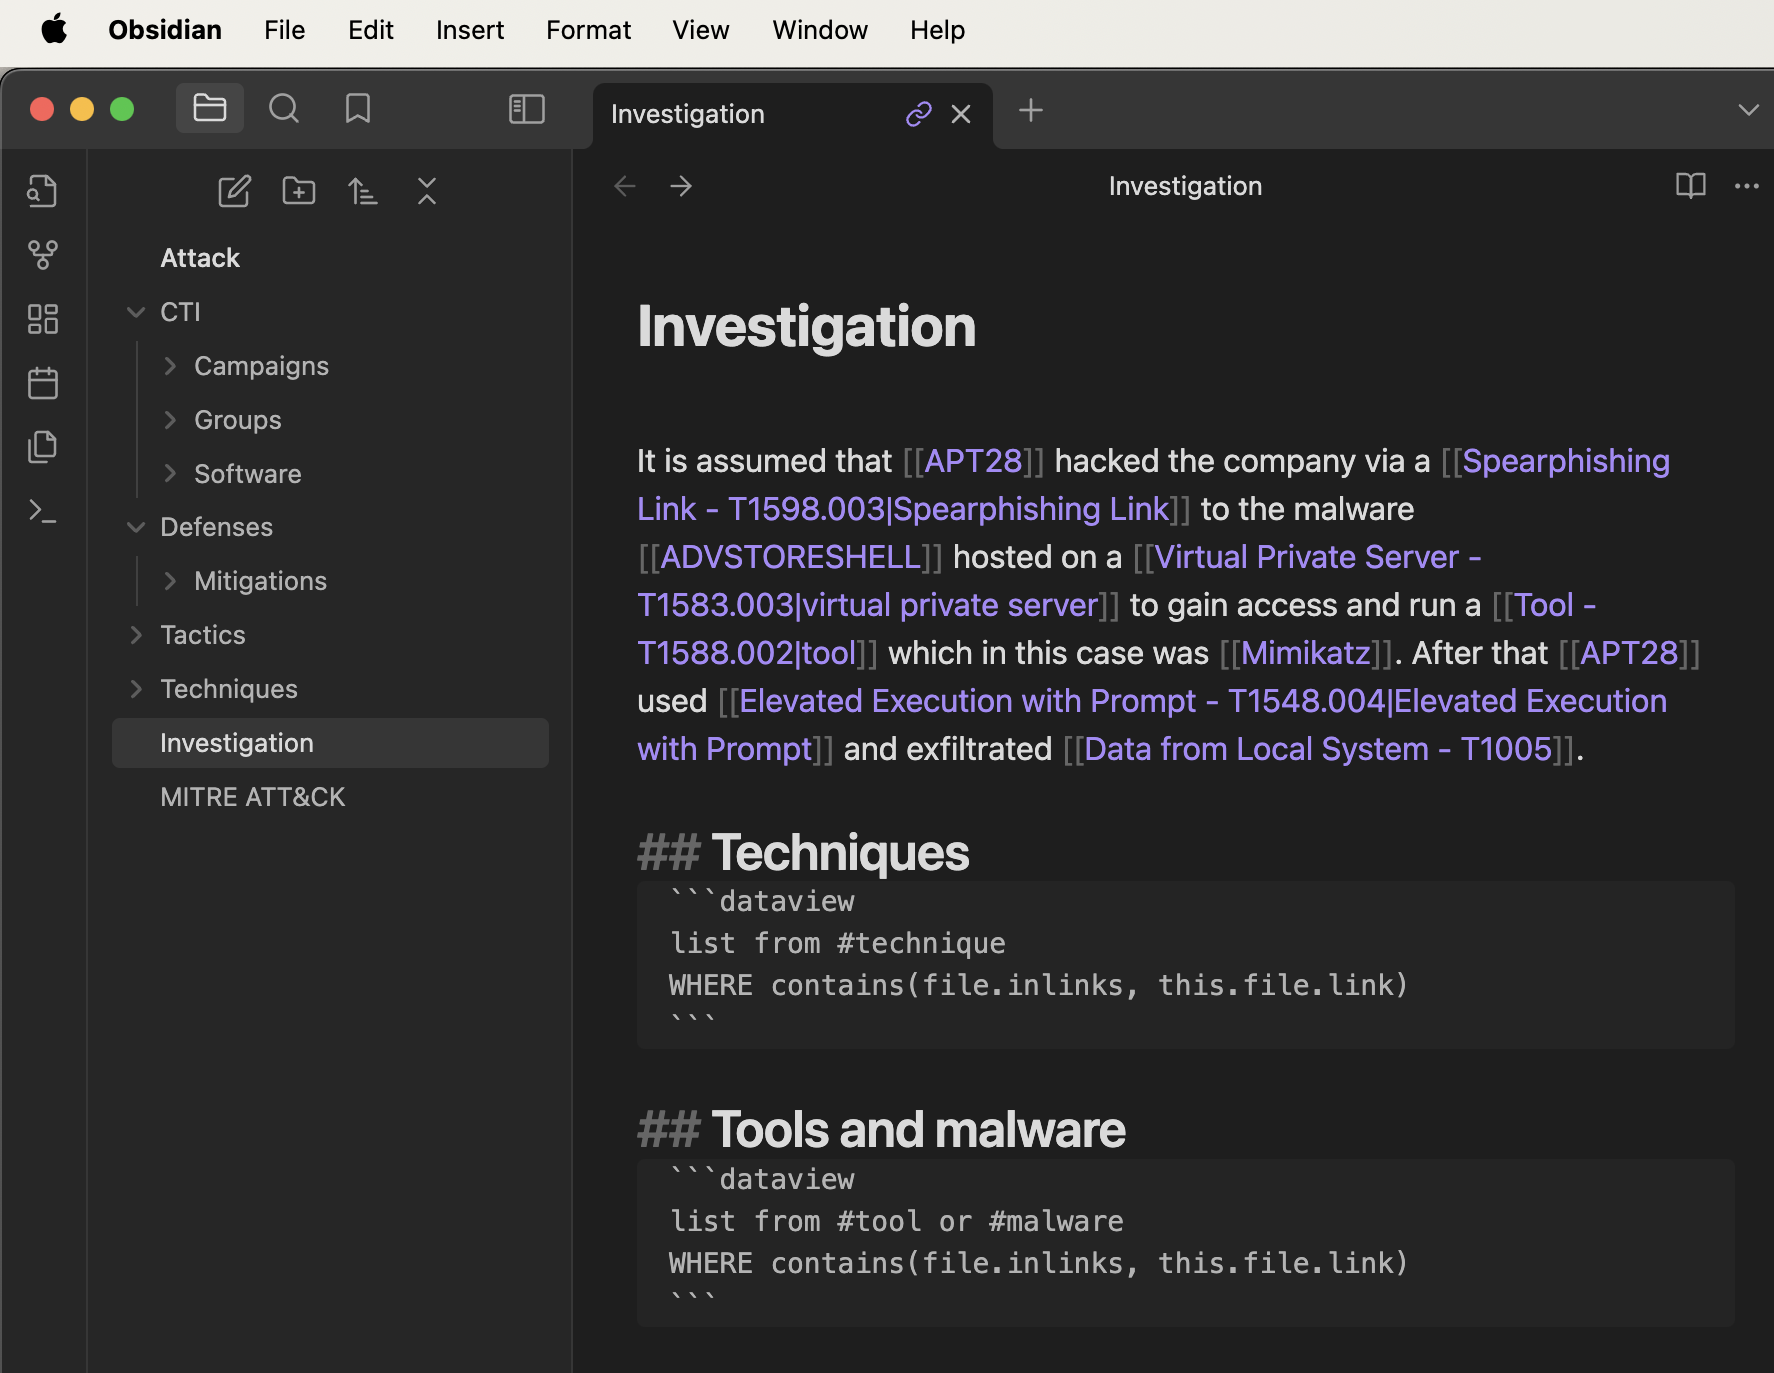 Obsidian File Edit Insert Format View Window Help
Investigation
Investigation
Attack
CTI
Campaigns
Groups
Software
Defenses
Mitigations
Tactics
Techniques
Investigation
MITRE ATT&CK
Investigation
It is assumed that [[APT28]] hacked the company via a [[Spearphishing
Link - T1598.003|Spearphishing Link]] to the malware
[[ADVSTORESHELL]] hosted on a [[Virtual Private Server -
T1583.003|virtual private server]] to gain access and run a [[Tool -
T1588.002|tool]] which in this case was [[Mimikatz]]. After that [[APT28]]
used [[Elevated Execution with Prompt - T1548.004|Elevated Execution
with Prompt]] and exfiltrated [[Data from Local System - T1005]].
## Techniques
```dataview
list from #technique
WHERE contains(file.inlinks, this.file.link)
```
## Tools and malware
```dataview
list from #tool or #malware
WHERE contains(file.inlinks, this.file.link)
```